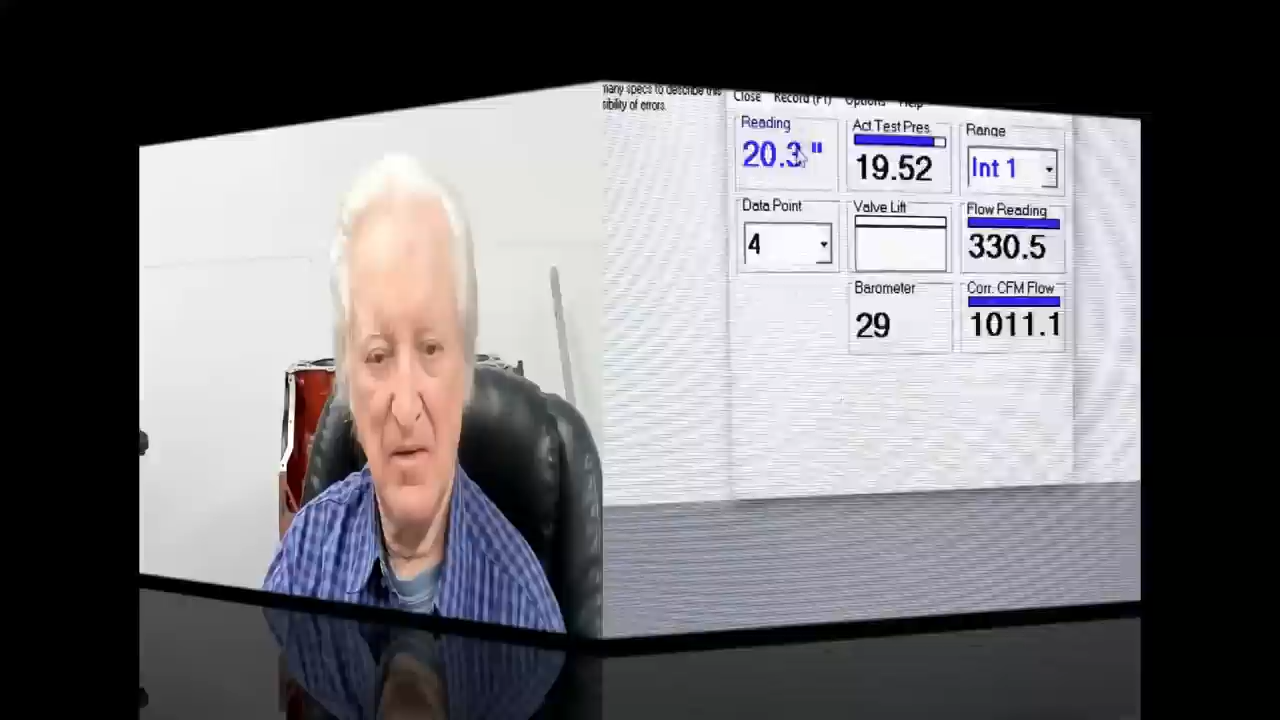 many specs to describe this
sibility of errors.
Close Record (F1) Options Help
Reading
20.3 "
Act Test Pres
19.52
Range
Int 1
Data Point
4
Valve Lift
Flow Reading
330.5
Barometer
29
Corr. CFM Flow
1011.1